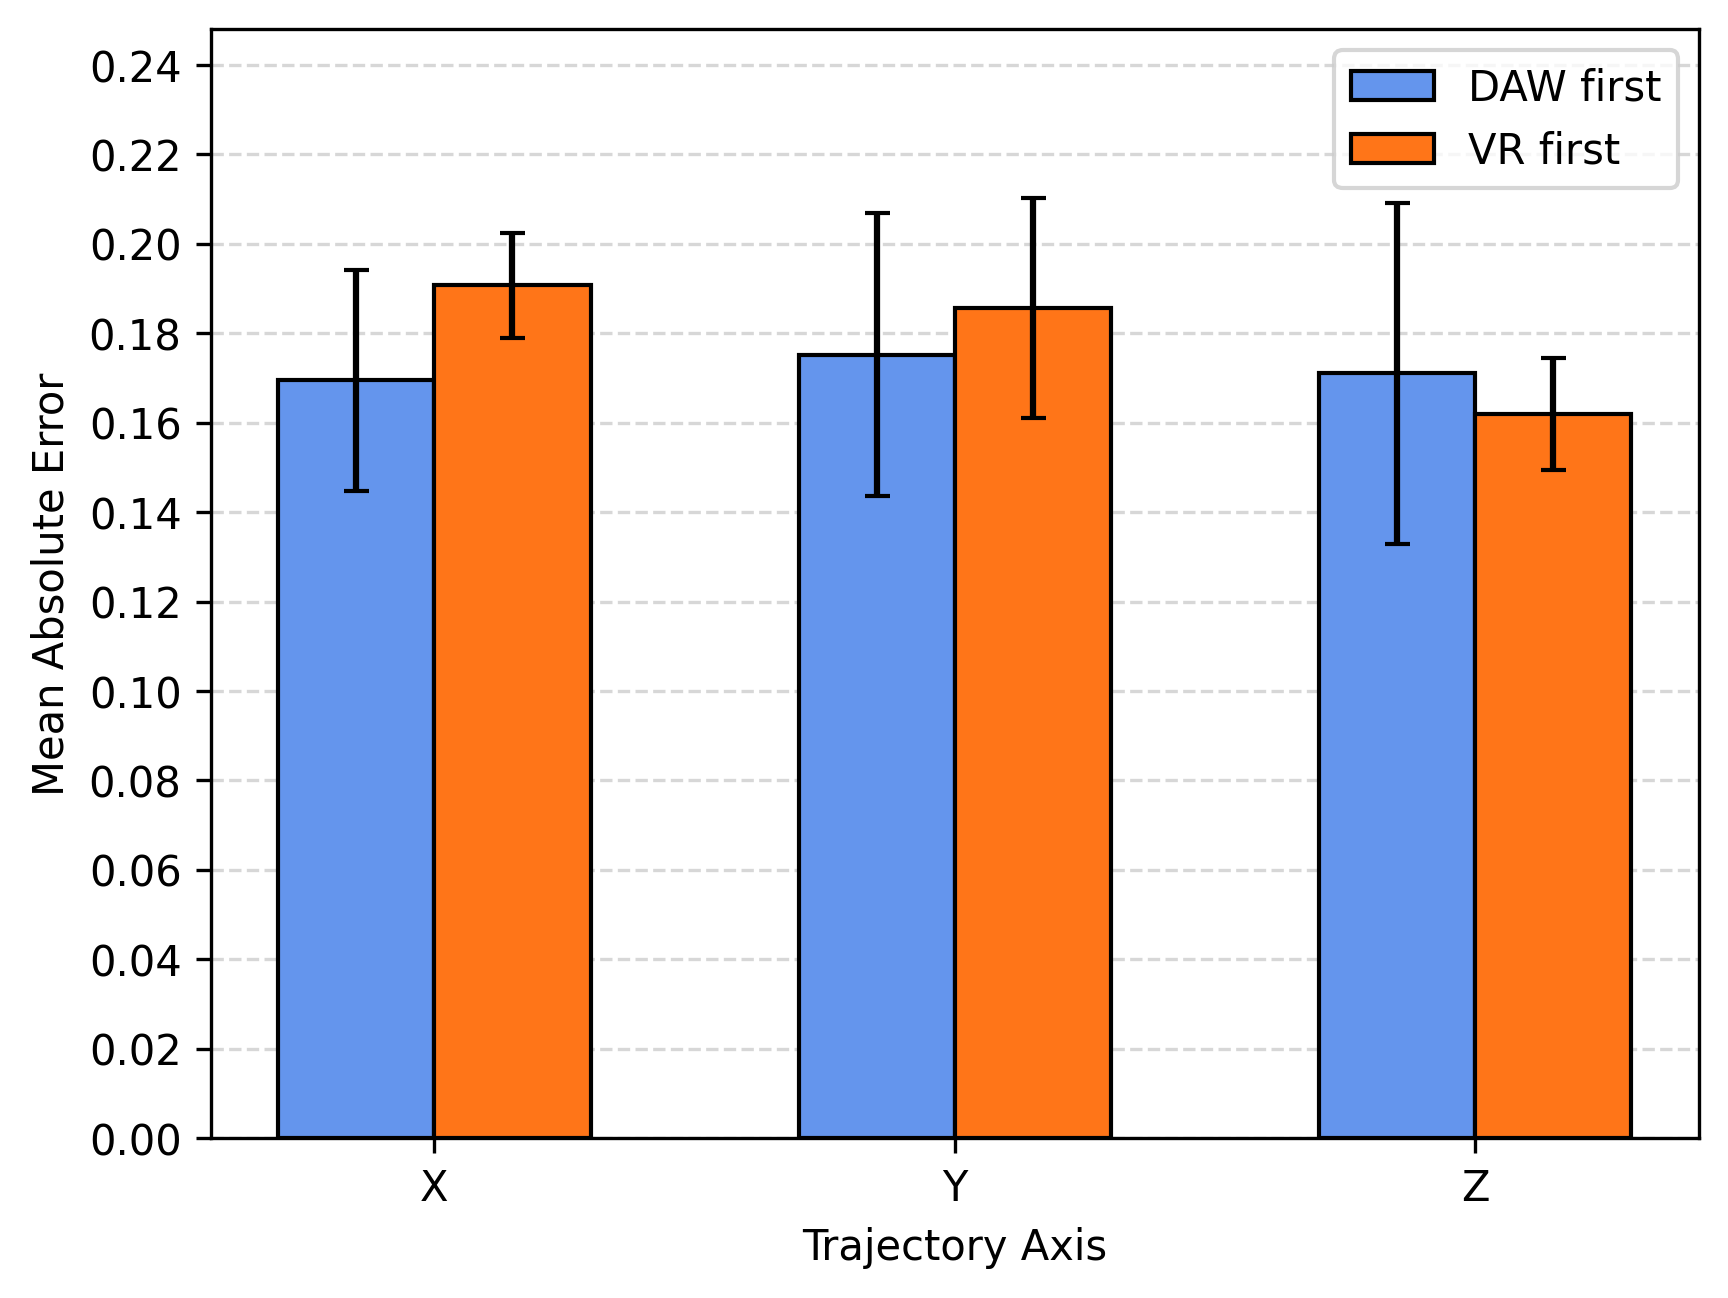 0.24
0.22
0.20
0.18
0.16
0.14
0.12
0.10
0.08
0.06
0.04
0.02
0.00
Mean Absolute Error
DAW first
VR first
X
Y
Z
Trajectory Axis